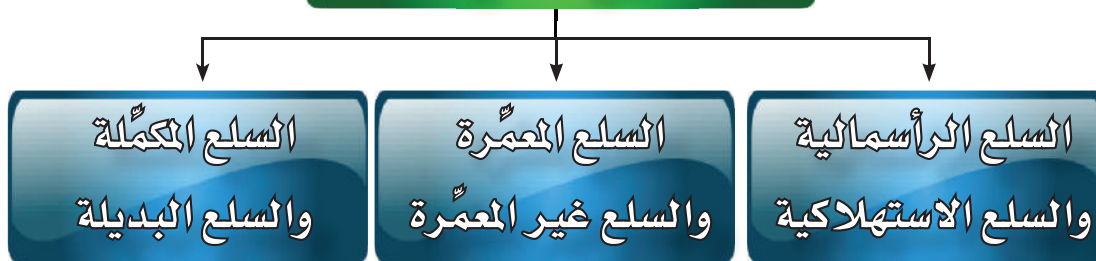 السلع الرأسمالية
والسلع الاستهلاكية
السلع المعمِّرة
والسلع غير المعمِّرة
السلع المكمِّلة
والسلع البديلة